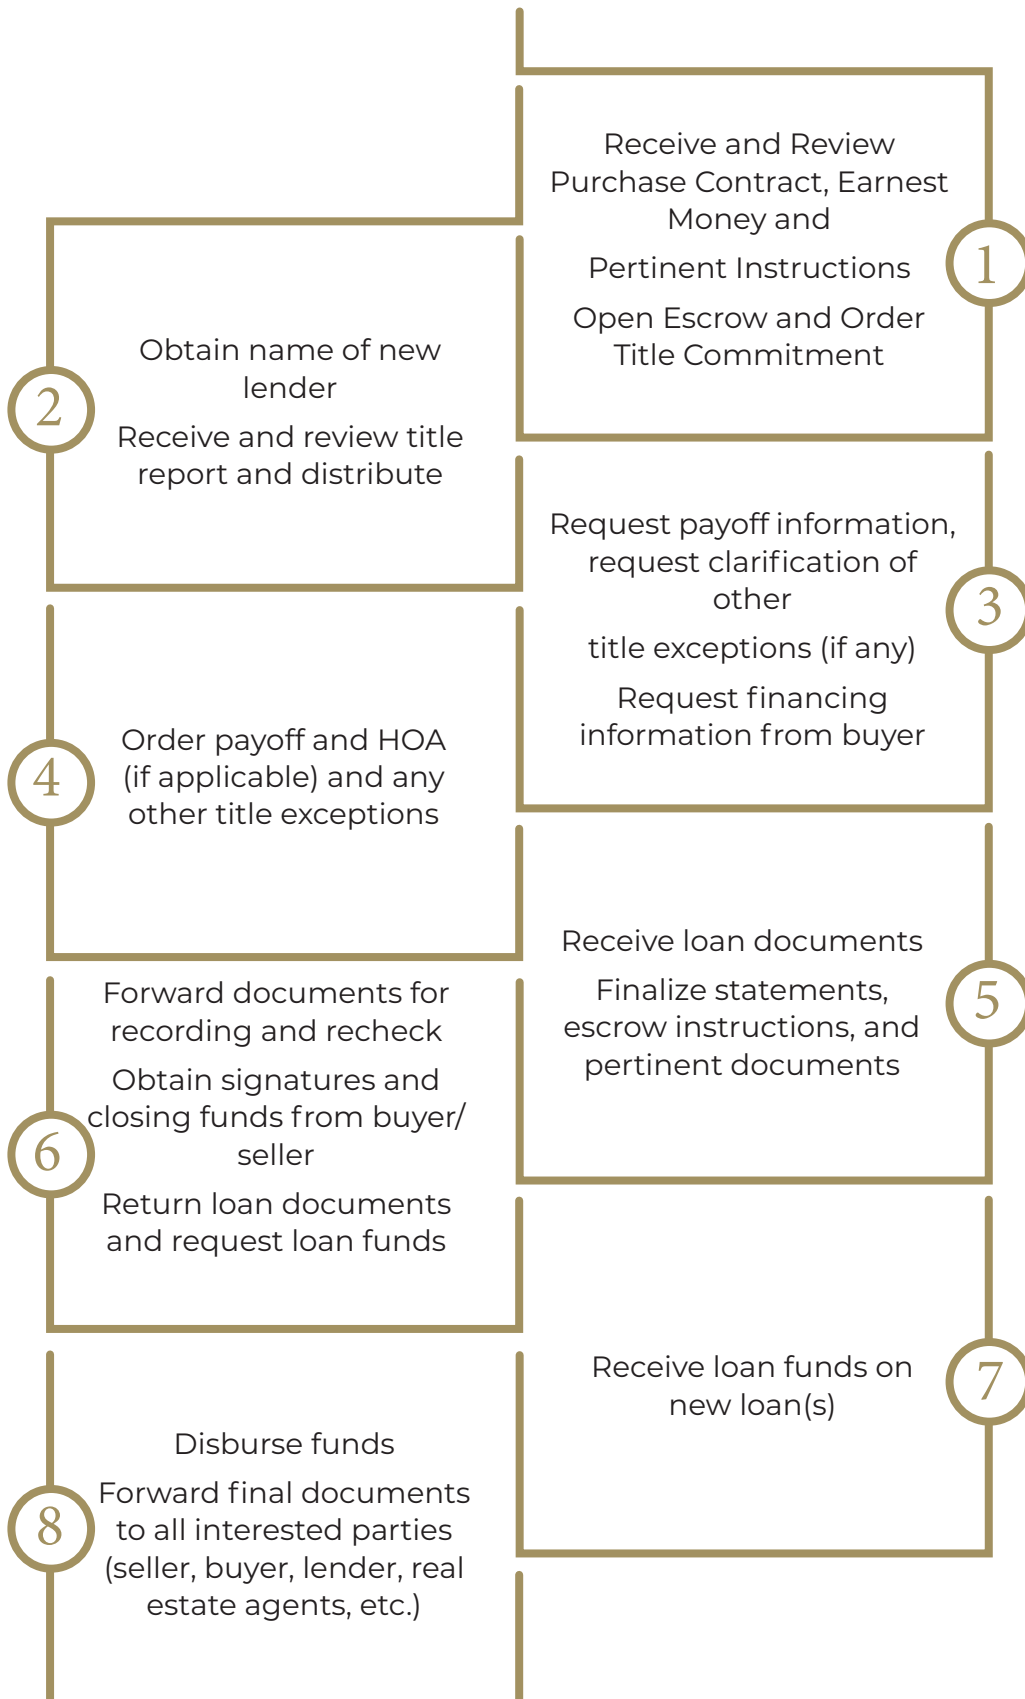 Receive and Review
Purchase Contract, Earnest
Money and
Pertinent Instructions
Open Escrow and Order
Title Commitment
1
Obtain name of new
lender
Receive and review title
report and distribute
2
Request payoff information,
request clarification of
other
title exceptions (if any)
Request financing
information from buyer
3
Order payoff and HOA
(if applicable) and any
other title exceptions
4
Receive loan documents
Finalize statements,
escrow instructions, and
pertinent documents
5
Forward documents for
recording and recheck
Obtain signatures and
closing funds from buyer/
seller
Return loan documents
and request loan funds
6
Receive loan funds on
new loan(s)
7
Disburse funds
Forward final documents
to all interested parties
(seller, buyer, lender, real
estate agents, etc.)
8